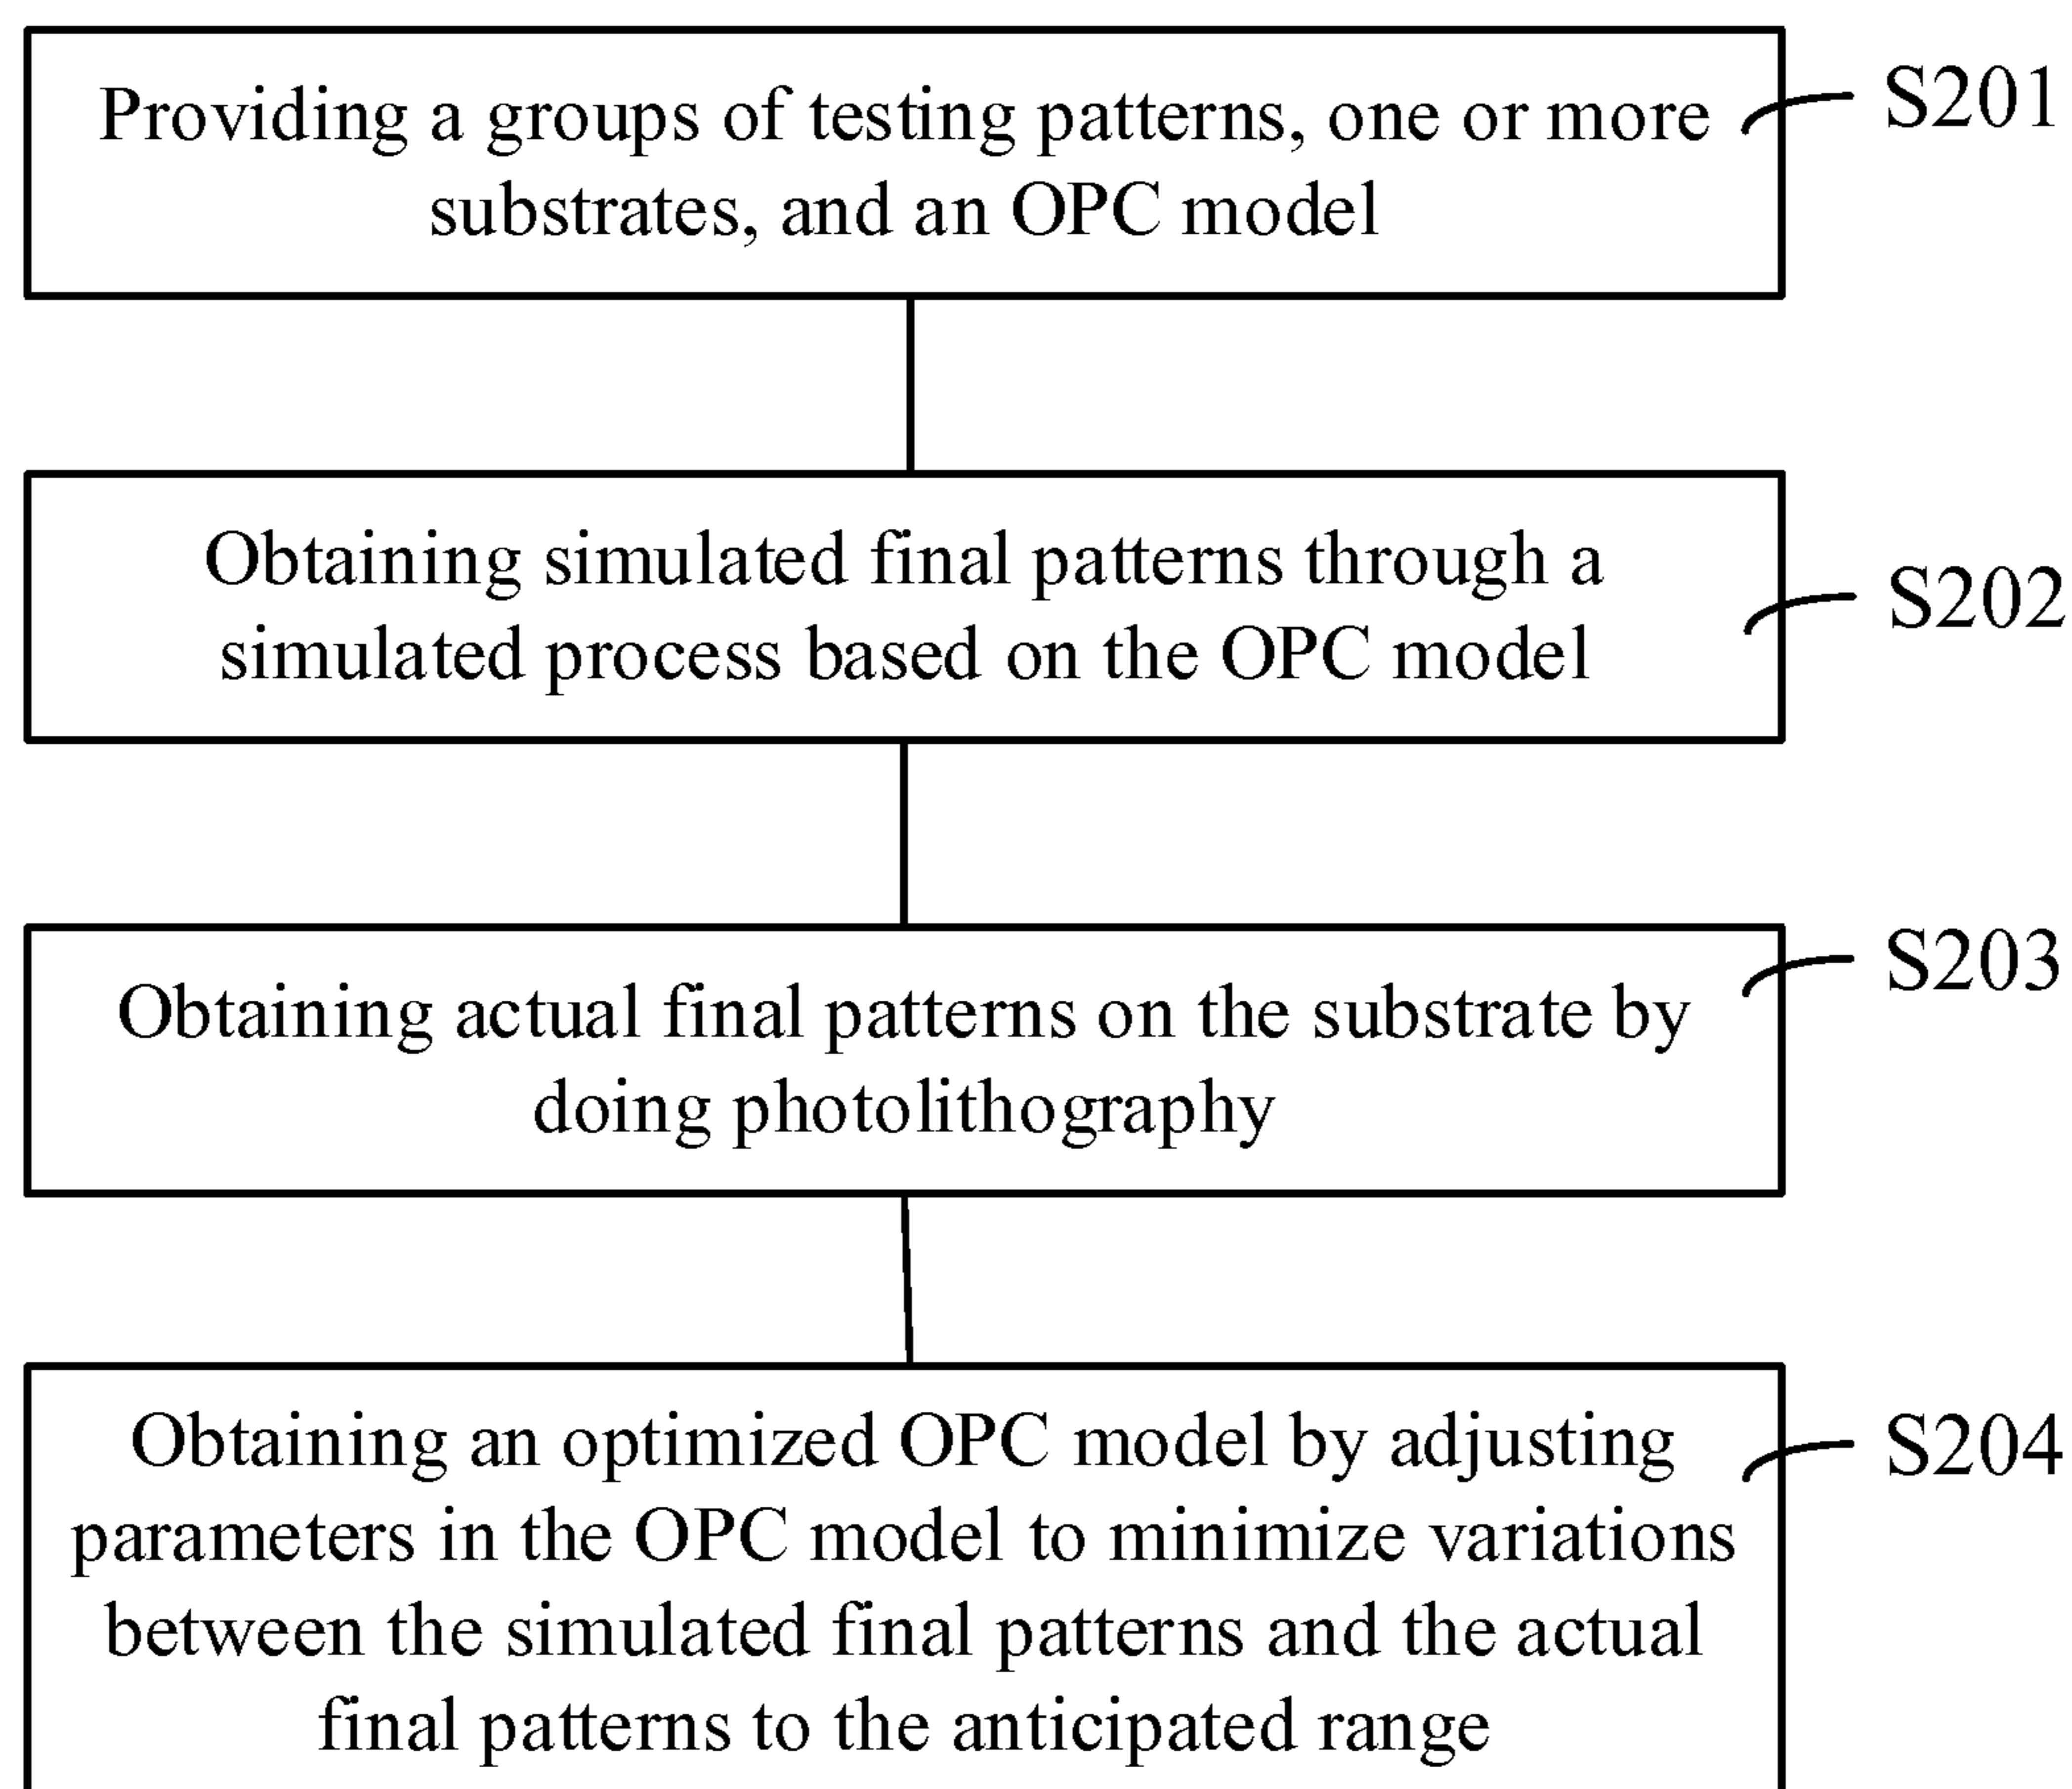 Providing a groups of testing patterns, one or more
substrates, and an OPC model
S201
Obtaining simulated final patterns through a
simulated process based on the OPC model
S202
Obtaining actual final patterns on the substrate by
doing photolithography
S203
Obtaining an optimized OPC model by adjusting
parameters in the OPC model to minimize variations
between the simulated final patterns and the actual
final patterns to the anticipated range
S204